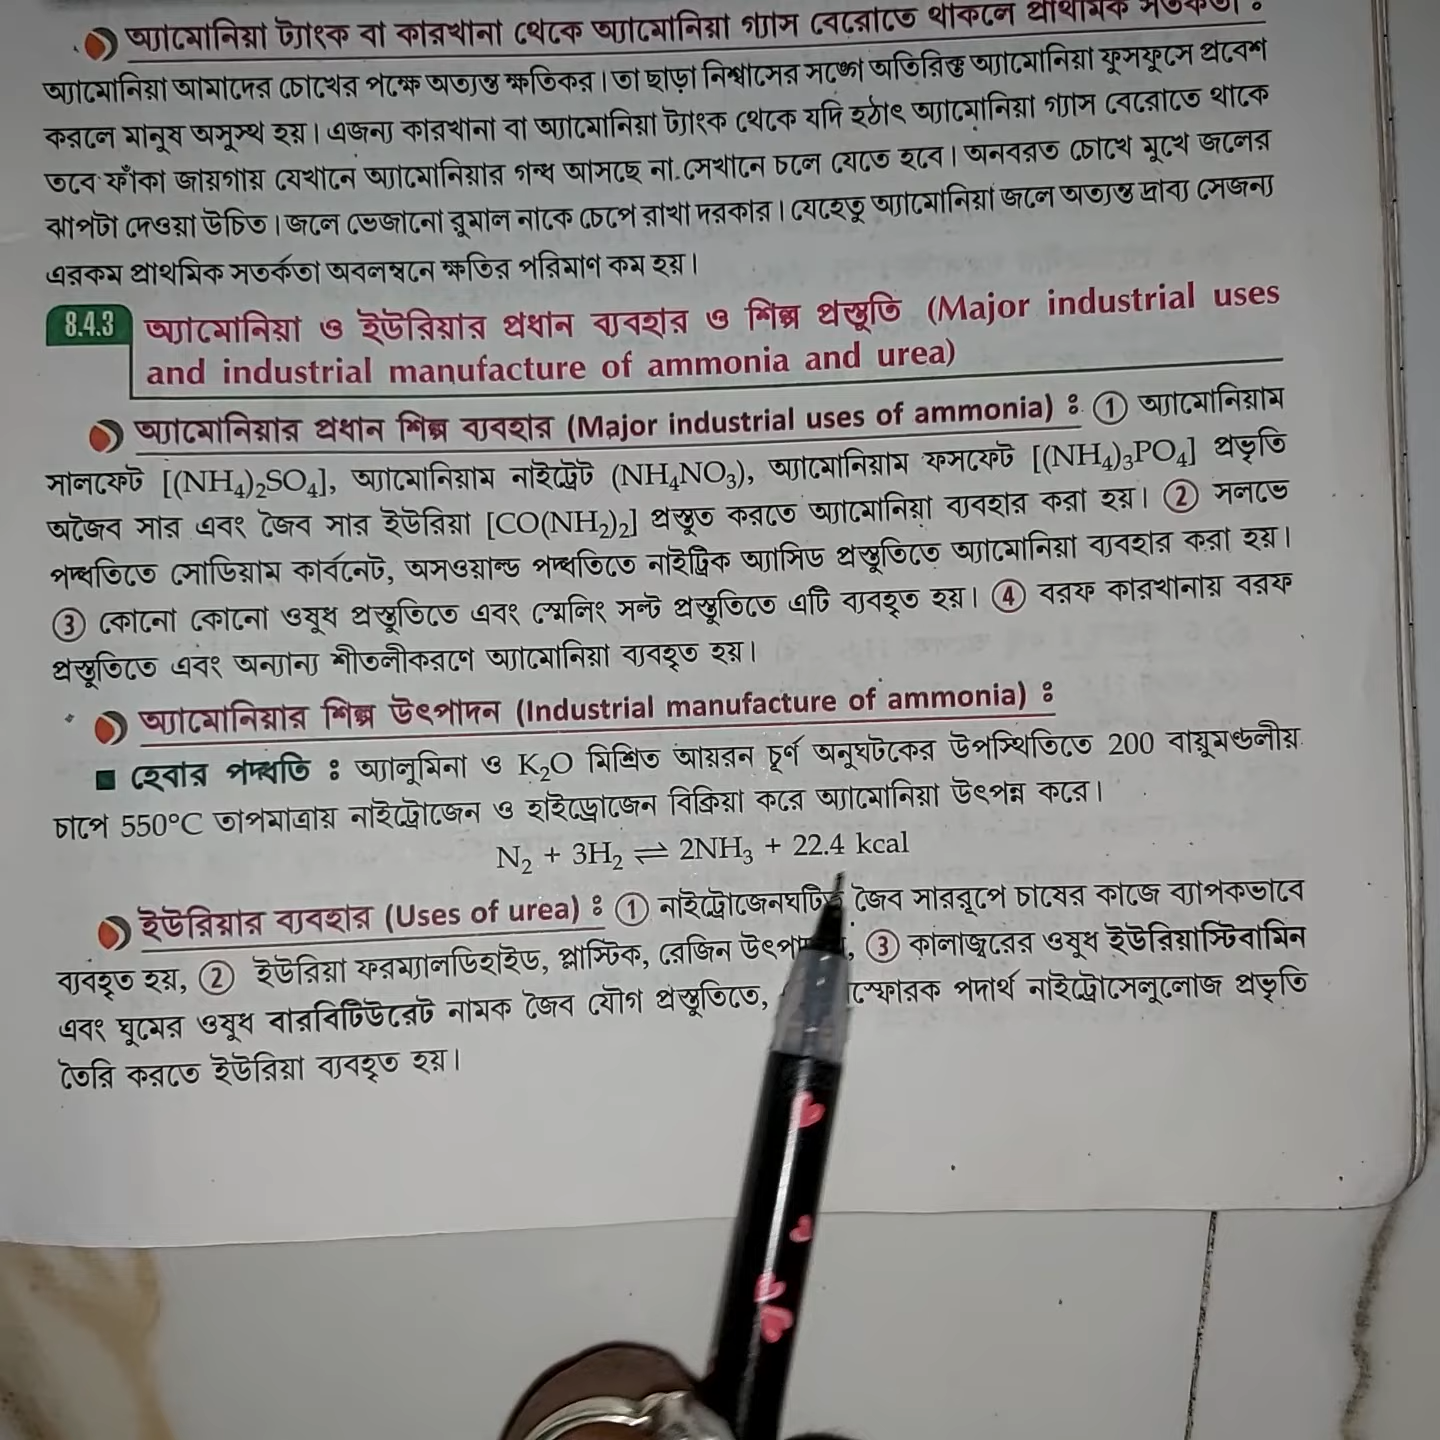 অ্যামোনিয়া ট্যাংক বা কারখানা থেকে অ্যামোনিয়া গ্যাস বেরোতে থাকলে প্রাথমিক সতর্কতা :
অ্যামোনিয়া আমাদের চোখের পক্ষে অত্যন্ত ক্ষতিকর। তা ছাড়া নিশ্বাসের সঙ্গে অতিরিক্ত অ্যামোনিয়া ফুসফুসে প্রবেশ
করলে মানুষ অসুস্থ হয়। এজন্য কারখানা বা অ্যামোনিয়া ট্যাংক থেকে যদি হঠাৎ অ্যামোনিয়া গ্যাস বেরোতে থাকে
তবে ফাঁকা জায়গায় যেখানে অ্যামোনিয়ার গন্ধ আসছে না সেখানে চলে যেতে হবে। অনবরত চোখে মুখে জলের
ঝাপটা দেওয়া উচিত। জলে ভেজানো রুমাল নাকে চেপে রাখা দরকার। যেহেতু অ্যামোনিয়া জলে অত্যন্ত দ্রাব্য সেজন্য
এরকম প্রাথমিক সতর্কতা অবলম্বনে ক্ষতির পরিমাণ কম হয়।
8.4.3 অ্যামোনিয়া ও ইউরিয়ার প্রধান ব্যবহার ও শিল্প প্রস্তুতি (Major industrial uses
and industrial manufacture of ammonia and urea)
অ্যামোনিয়ার প্রধান শিল্প ব্যবহার (Major industrial uses of ammonia) : ① অ্যামোনিয়াম
সালফেট [(NH₄)₂SO₄], অ্যামোনিয়াম নাইট্রেট (NH₄NO₃), অ্যামোনিয়াম ফসফেট [(NH₄)₃PO₄] প্রভৃতি
অজৈব সার এবং জৈব সার ইউরিয়া [CO(NH₂)₂] প্রস্তুত করতে অ্যামোনিয়া ব্যবহার করা হয়। ② সলভে
পদ্ধতিতে সোডিয়াম কার্বনেট, অসওয়াল্ড পদ্ধতিতে নাইট্রিক অ্যাসিড প্রস্তুতিতে অ্যামোনিয়া ব্যবহার করা হয়।
③ কোনো কোনো ওষুধ প্রস্তুতিতে এবং স্মেলিং সল্ট প্রস্তুতিতে এটি ব্যবহৃত হয়। ④ বরফ কারখানায় বরফ
প্রস্তুতিতে এবং অন্যান্য শীতলীকরণে অ্যামোনিয়া ব্যবহৃত হয়।
অ্যামোনিয়ার শিল্প উৎপাদন (Industrial manufacture of ammonia) :
হেবার পদ্ধতি : অ্যালুমিনা ও K₂O মিশ্রিত আয়রন চূর্ণ অনুঘটকের উপস্থিতিতে 200 বায়ুমণ্ডলীয়
চাপে 550°C তাপমাত্রায় নাইট্রোজেন ও হাইড্রোজেন বিক্রিয়া করে অ্যামোনিয়া উৎপন্ন করে।
N₂ + 3H₂ ⇌ 2NH₃ + 22.4 kcal
ইউরিয়ার ব্যবহার (Uses of urea) : ① নাইট্রোজেনঘটিত জৈব সাররূপে চাষের কাজে ব্যাপকভাবে
ব্যবহৃত হয়, ② ইউরিয়া ফরম্যালডিহাইড, প্লাস্টিক, রেজিন ③ কালাজ্বরের ওষুধ ইউরিয়াস্টিবামিন
এবং ঘুমের ওষুধ বারবিটিউরেট নামক জৈব যৌগ প্রস্তুতিতে, পদার্থ নাইট্রোসেলুলোজ প্রভৃতি
তৈরি করতে ইউরিয়া ব্যবহৃত হয়।